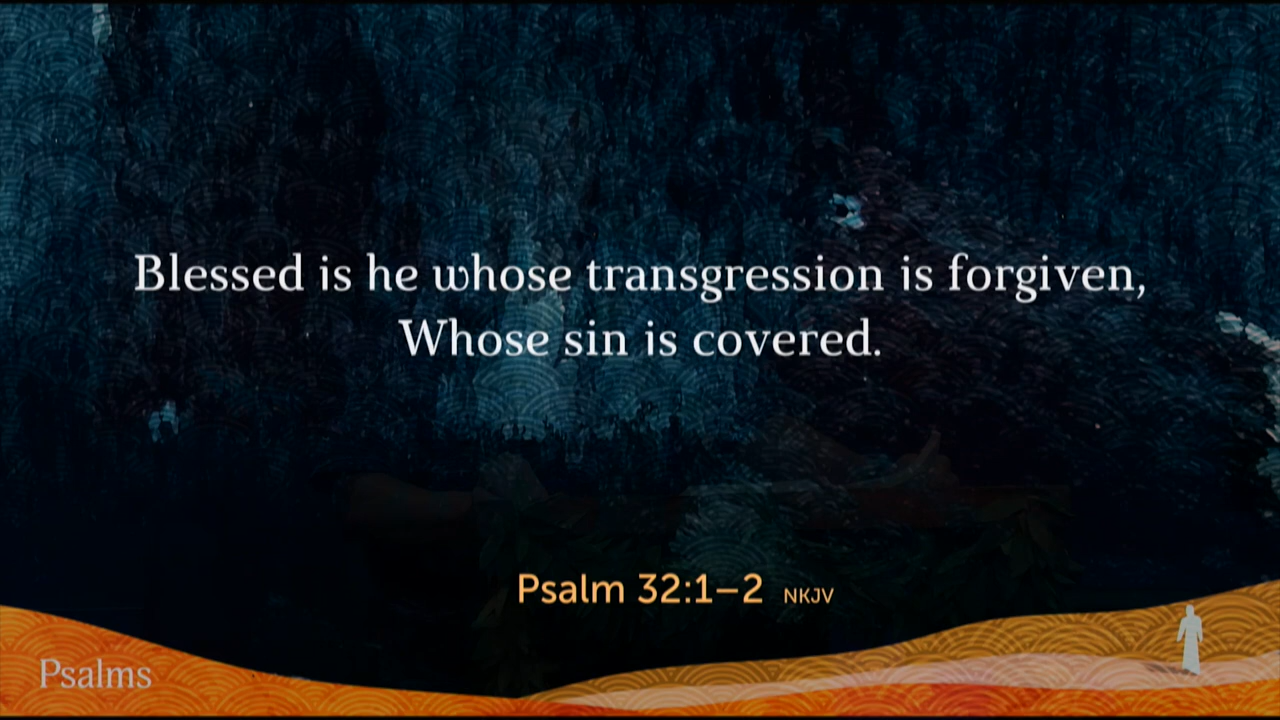 Blessed is he whose transgression is forgiven,
Whose sin is covered.
Psalm 32:1–2 NKJV
Psalms